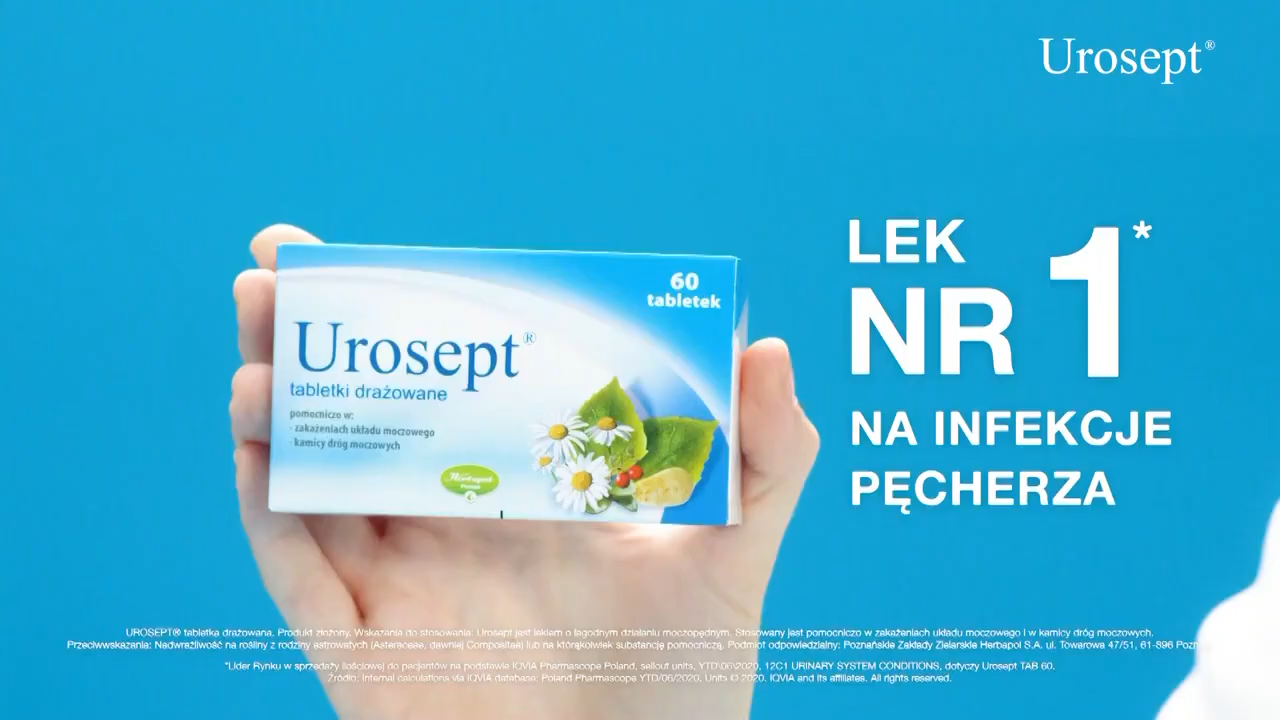 Urosept®
LEK
NR 1*
NA INFEKCJE
PĘCHERZA
60
tabletek
Urosept®
tabletki drażowane
pomocniczo w:
· zakażeniach układu moczowego
· kamicy dróg moczowych
Herbapol
Poznań
UROSEPT® tabletka drażowana. Produkt złożony. Wskazania do stosowania: Urosept jest lekiem o łagodnym działaniu moczopędnym. Stosowany jest pomocniczo w zakażeniach układu moczowego i w kamicy dróg moczowych.
Przeciwwskazania: Nadwrażliwość na rośliny z rodziny astrowatych (Asteraceae, dawniej Compositae) lub na którąkolwiek substancję pomocniczą. Podmiot odpowiedzialny: Poznańskie Zakłady Zielarskie Herbapol S.A. ul. Towarowa 47/51, 61-896 Pozn
*Lider Rynku w sprzedaży ilościowej do pacjentów na podstawie IQVIA Pharmascope Poland, sellout units, YTD\06\2020, 12C1 URINARY SYSTEM CONDITIONS, dotyczy Urosept TAB 60.
Źródło: Internal calculations via IQVIA database: Poland Pharmascope YTD/06/2020, Units © 2020, IQVIA and its affiliates. All rights reserved.